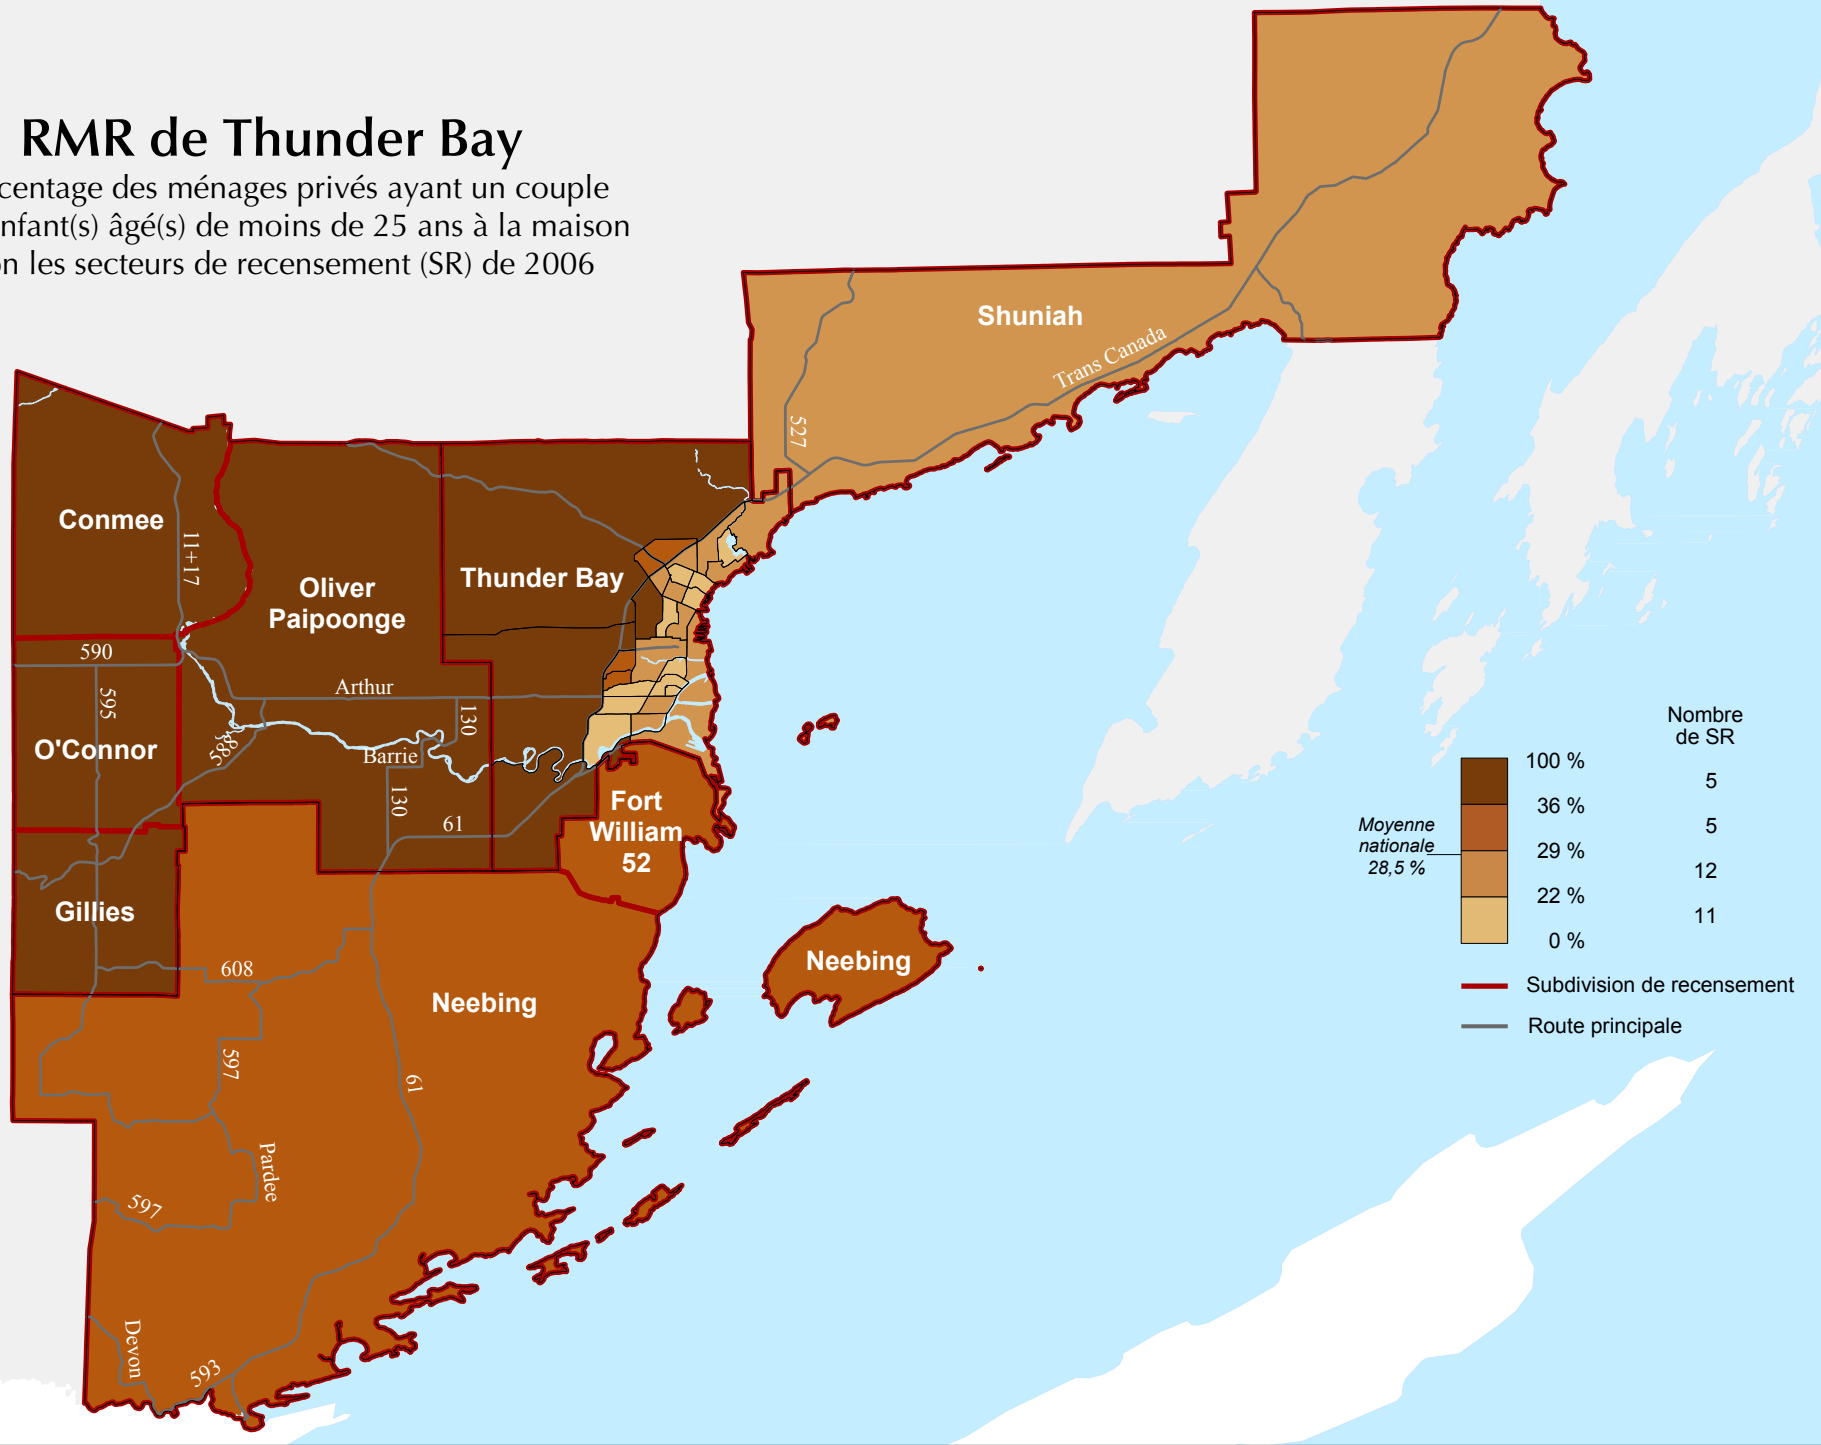 RMR de Thunder Bay
centage des ménages privés ayant un couple
nfant(s) âgé(s) de moins de 25 ans à la maison
n les secteurs de recensement (SR) de 2006
Shuniah
Trans Canada
527
Conmee
11+17
Oliver
Paipoonge
Thunder Bay
590
595
Arthur
130
O'Connor
588
Barrie
130
61
Fort
William
52
Gillies
608
Neebing
Neebing
597
61
Pardee
597
Devon
593
Nombre
de SR
100 %
5
36 %
5
Moyenne
nationale
28,5 %
29 %
12
22 %
11
0 %
Subdivision de recensement
Route principale